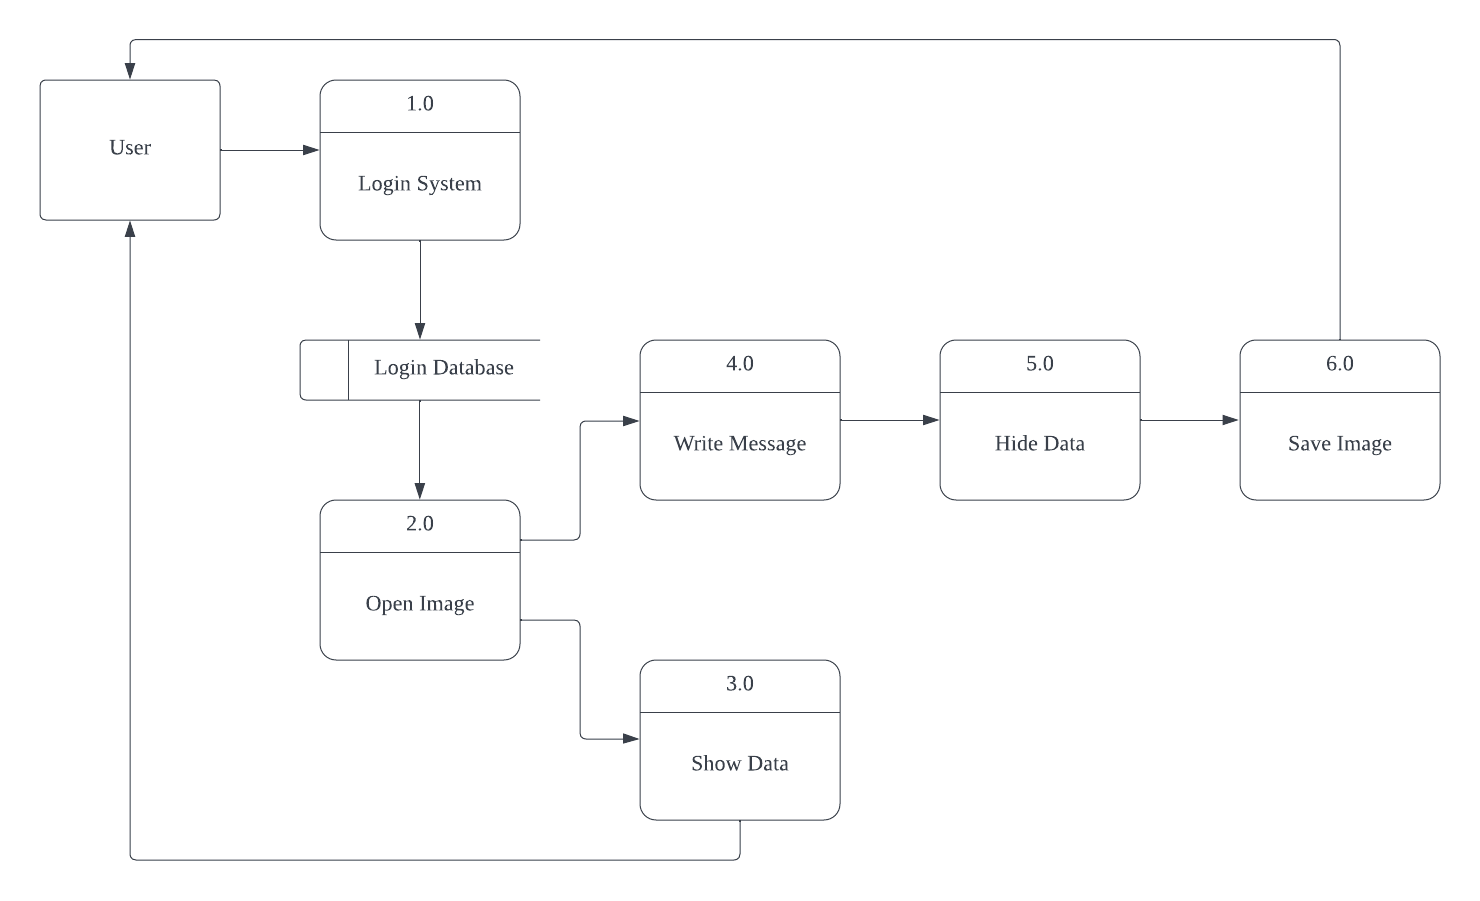 User
1.0
Login System
Login Database
2.0
Open Image
4.0
Write Message
5.0
Hide Data
6.0
Save Image
3.0
Show Data